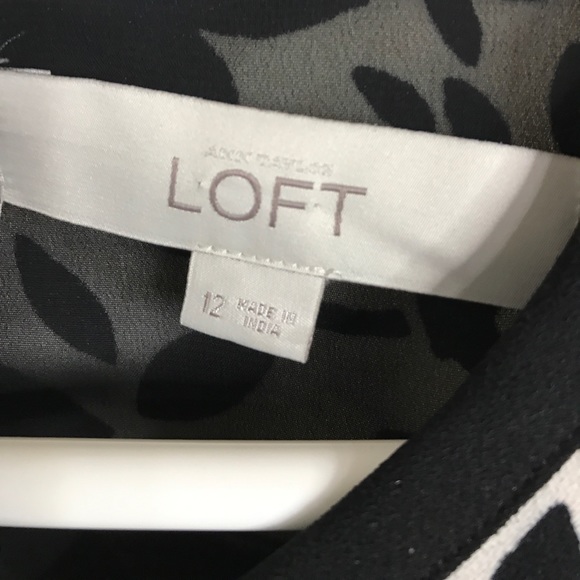 ANN TAYLOR
LOFT
12 MADE IN
INDIA